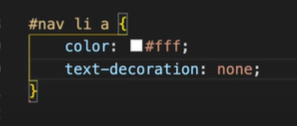 #nav li a {
color: #fff;
text-decoration: none;
}